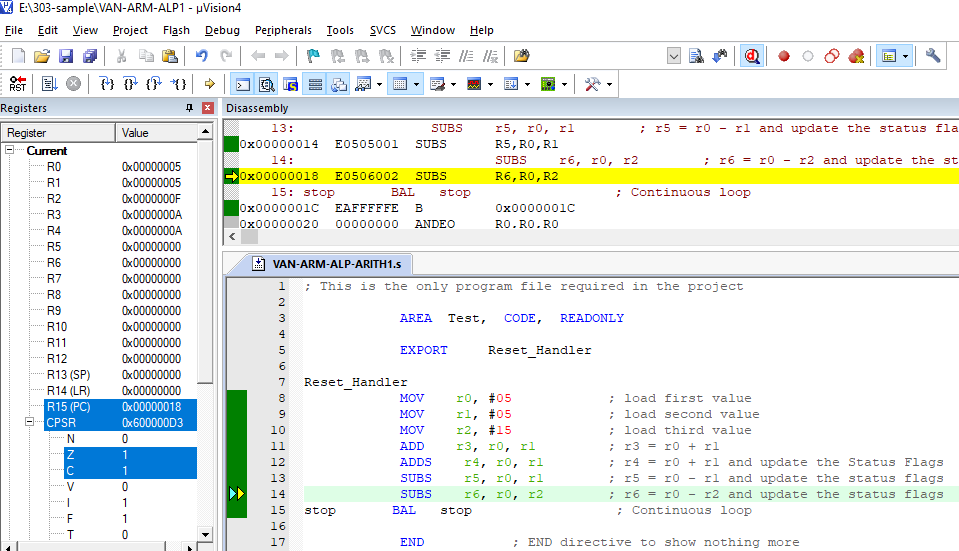 E:\303-sample\VAN-ARM-ALP1 - µVision4
File Edit View Project Flash Debug Peripherals Tools SVCS Window Help
RST
Registers
Register Value
Current
R0 0x00000005
R1 0x00000005
R2 0x0000000F
R3 0x0000000A
R4 0x0000000A
R5 0x00000000
R6 0x00000000
R7 0x00000000
R8 0x00000000
R9 0x00000000
R10 0x00000000
R11 0x00000000
R12 0x00000000
R13 (SP) 0x00000000
R14 (LR) 0x00000000
R15 (PC) 0x00000018
CPSR 0x600000D3
N 0
Z 1
C 1
V 0
I 1
F 1
T 0
Disassembly
13: SUBS r5, r0, r1 ; r5 = r0 - r1 and update the status fla
0x00000014 E0505001 SUBS R5,R0,R1
14: SUBS r6, r0, r2 ; r6 = r0 - r2 and update the st
0x00000018 E0506002 SUBS R6,R0,R2
15: stop BAL stop ; Continuous loop
0x0000001C EAFFFFFE B 0x0000001C
0x00000020 00000000 ANDEQ R0,R0,R0
VAN-ARM-ALP-ARITH1.s
1 ; This is the only program file required in the project
2
3 AREA Test, CODE, READONLY
4
5 EXPORT Reset_Handler
6
7 Reset_Handler
8 MOV r0, #05 ; load first value
9 MOV r1, #05 ; load second value
10 MOV r2, #15 ; load third value
11 ADD r3, r0, r1 ; r3 = r0 + r1
12 ADDS r4, r0, r1 ; r4 = r0 + r1 and update the Status Flags
13 SUBS r5, r0, r1 ; r5 = r0 - r1 and update the status flags
14 SUBS r6, r0, r2 ; r6 = r0 - r2 and update the status flags
15 stop BAL stop ; Continuous loop
16
17 END ; END directive to show nothing more